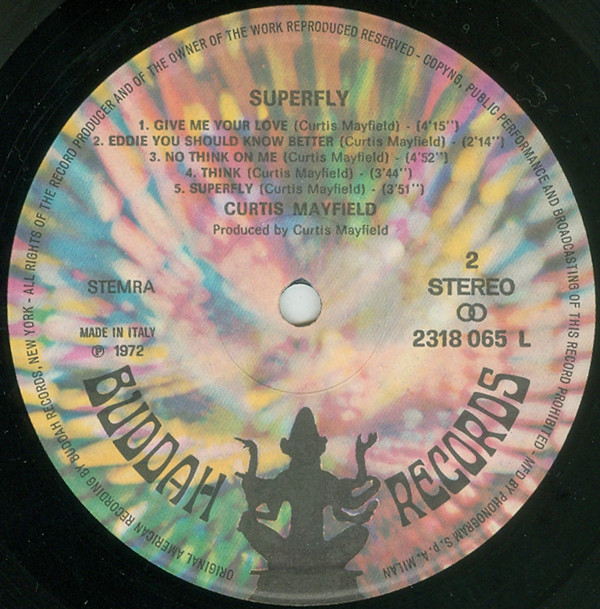 ORIGINAL AMERICAN RECORDING BY BUDDAH RECORDS, NEW YORK - ALL RIGHTS OF THE RECORD PRODUCER AND OF THE OWNER OF THE WORK REPRODUCED RESERVED - COPYNG, PUBLIC PERFORMANCE AND BROADCASTING OF THIS RECORD PROHIBITED - MFD BY PHONOGRAM S.p.A. MILAN
SUPERFLY
1. GIVE ME YOUR LOVE (Curtis Mayfield) - (4'15'')
2. EDDIE YOU SHOULD KNOW BETTER (Curtis Mayfield) - (2'14'')
3. NO THINK ON ME (Curtis Mayfield) - (4'52'')
4. THINK (Curtis Mayfield) - (3'44'')
5. SUPERFLY (Curtis Mayfield) - (3'51'')
CURTIS MAYFIELD
Produced by Curtis Mayfield
STEMRA
2
STEREO
MADE IN ITALY
2318 065 L
℗ 1972
BUDDAH RECORDS